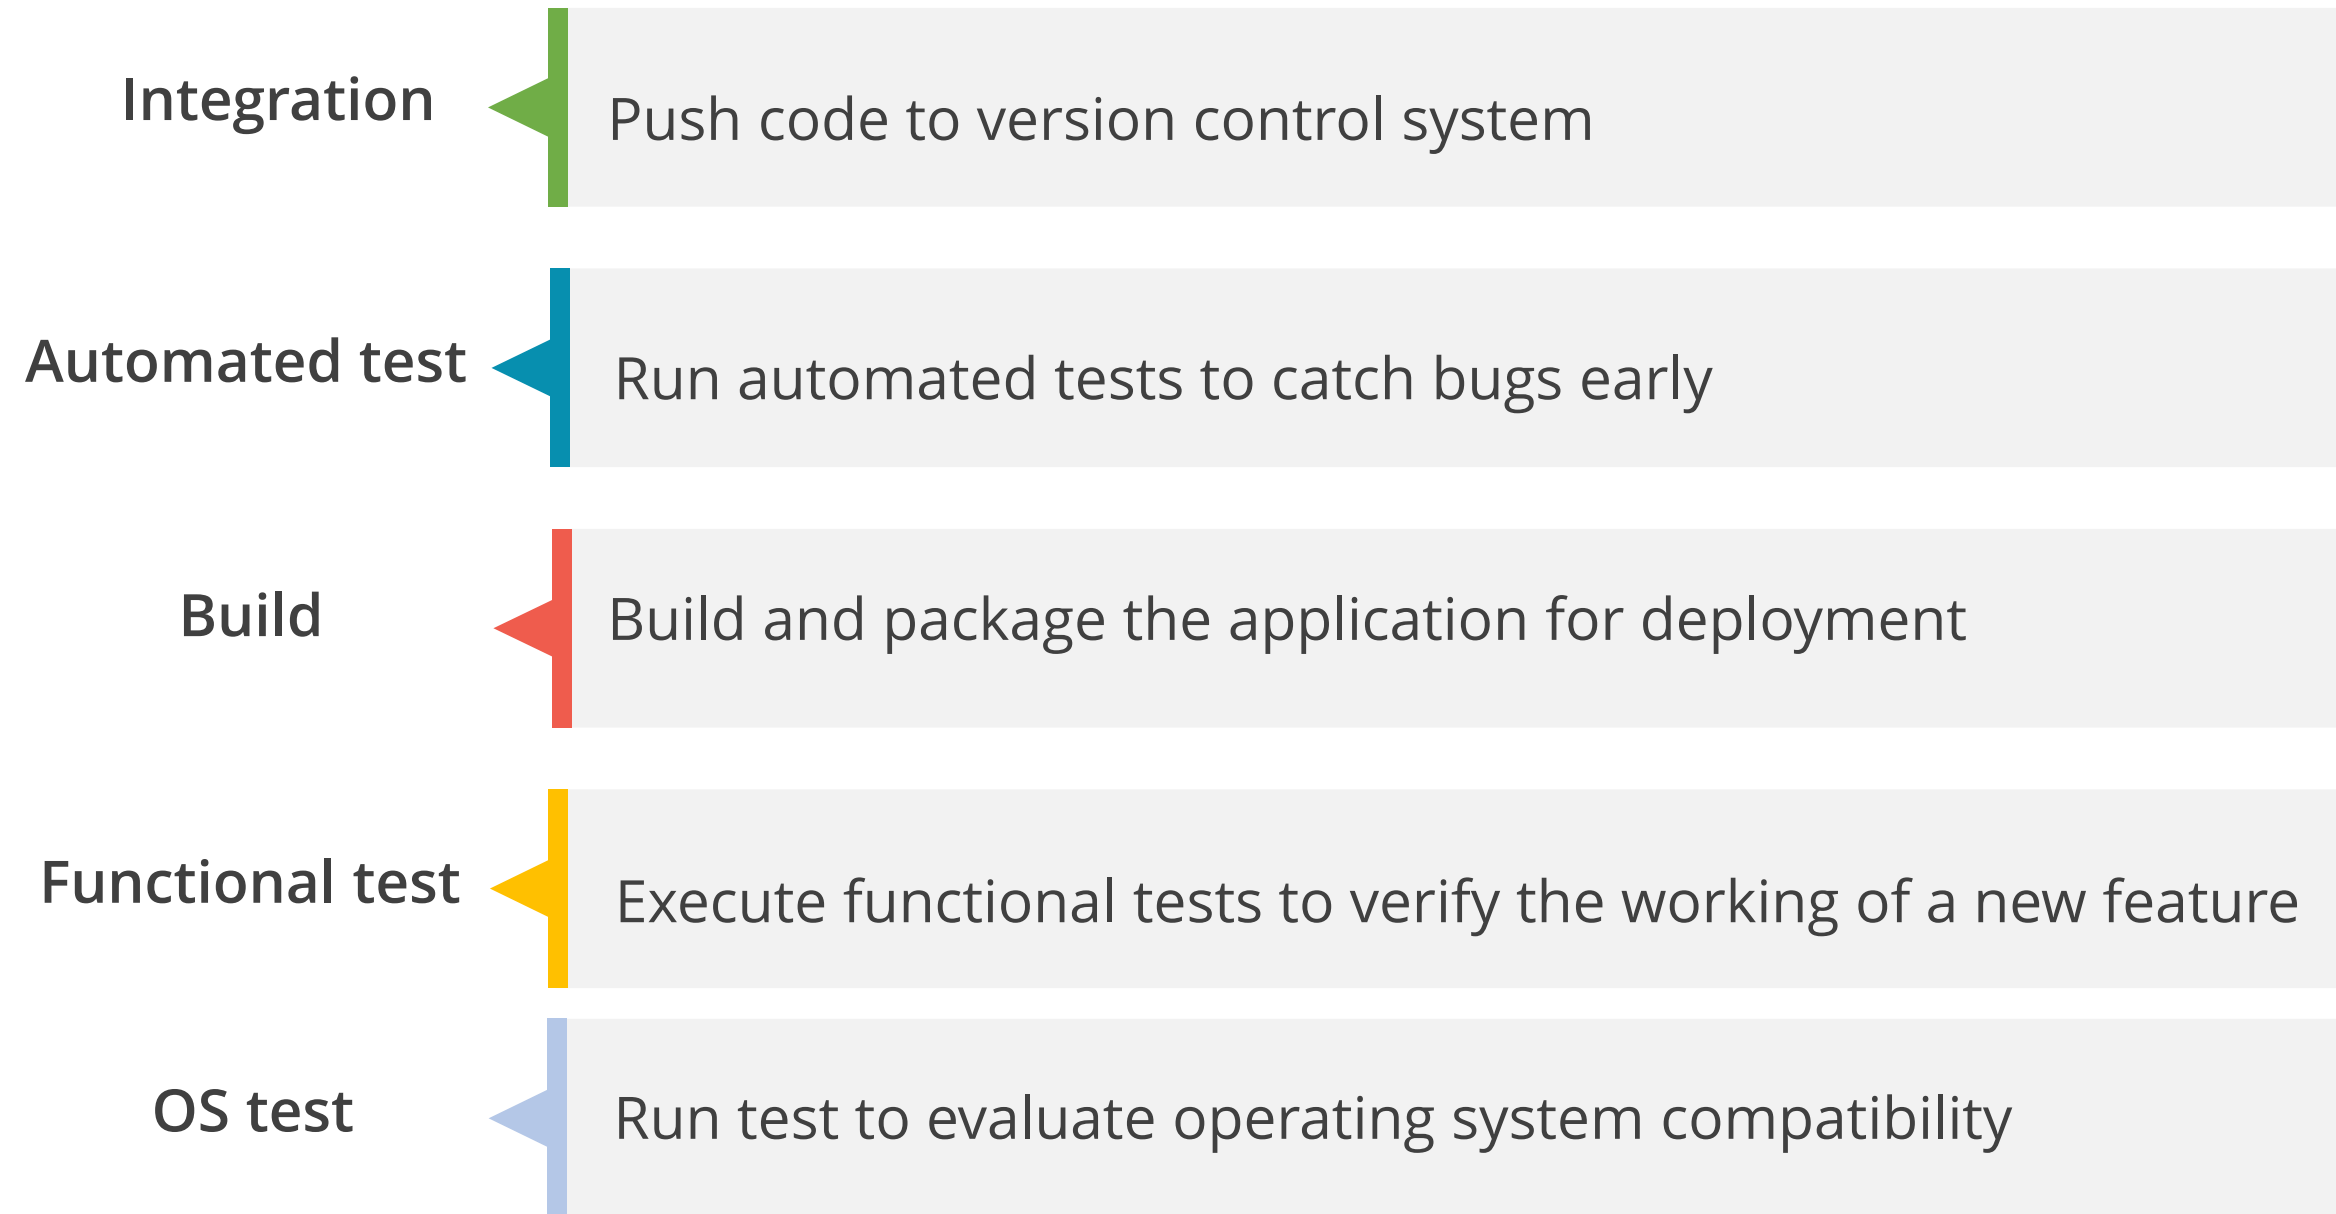 Integration
Push code to version control system
Automated test
Run automated tests to catch bugs early
Build
Build and package the application for deployment
Functional test
Execute functional tests to verify the working of a new feature
OS test
Run test to evaluate operating system compatibility